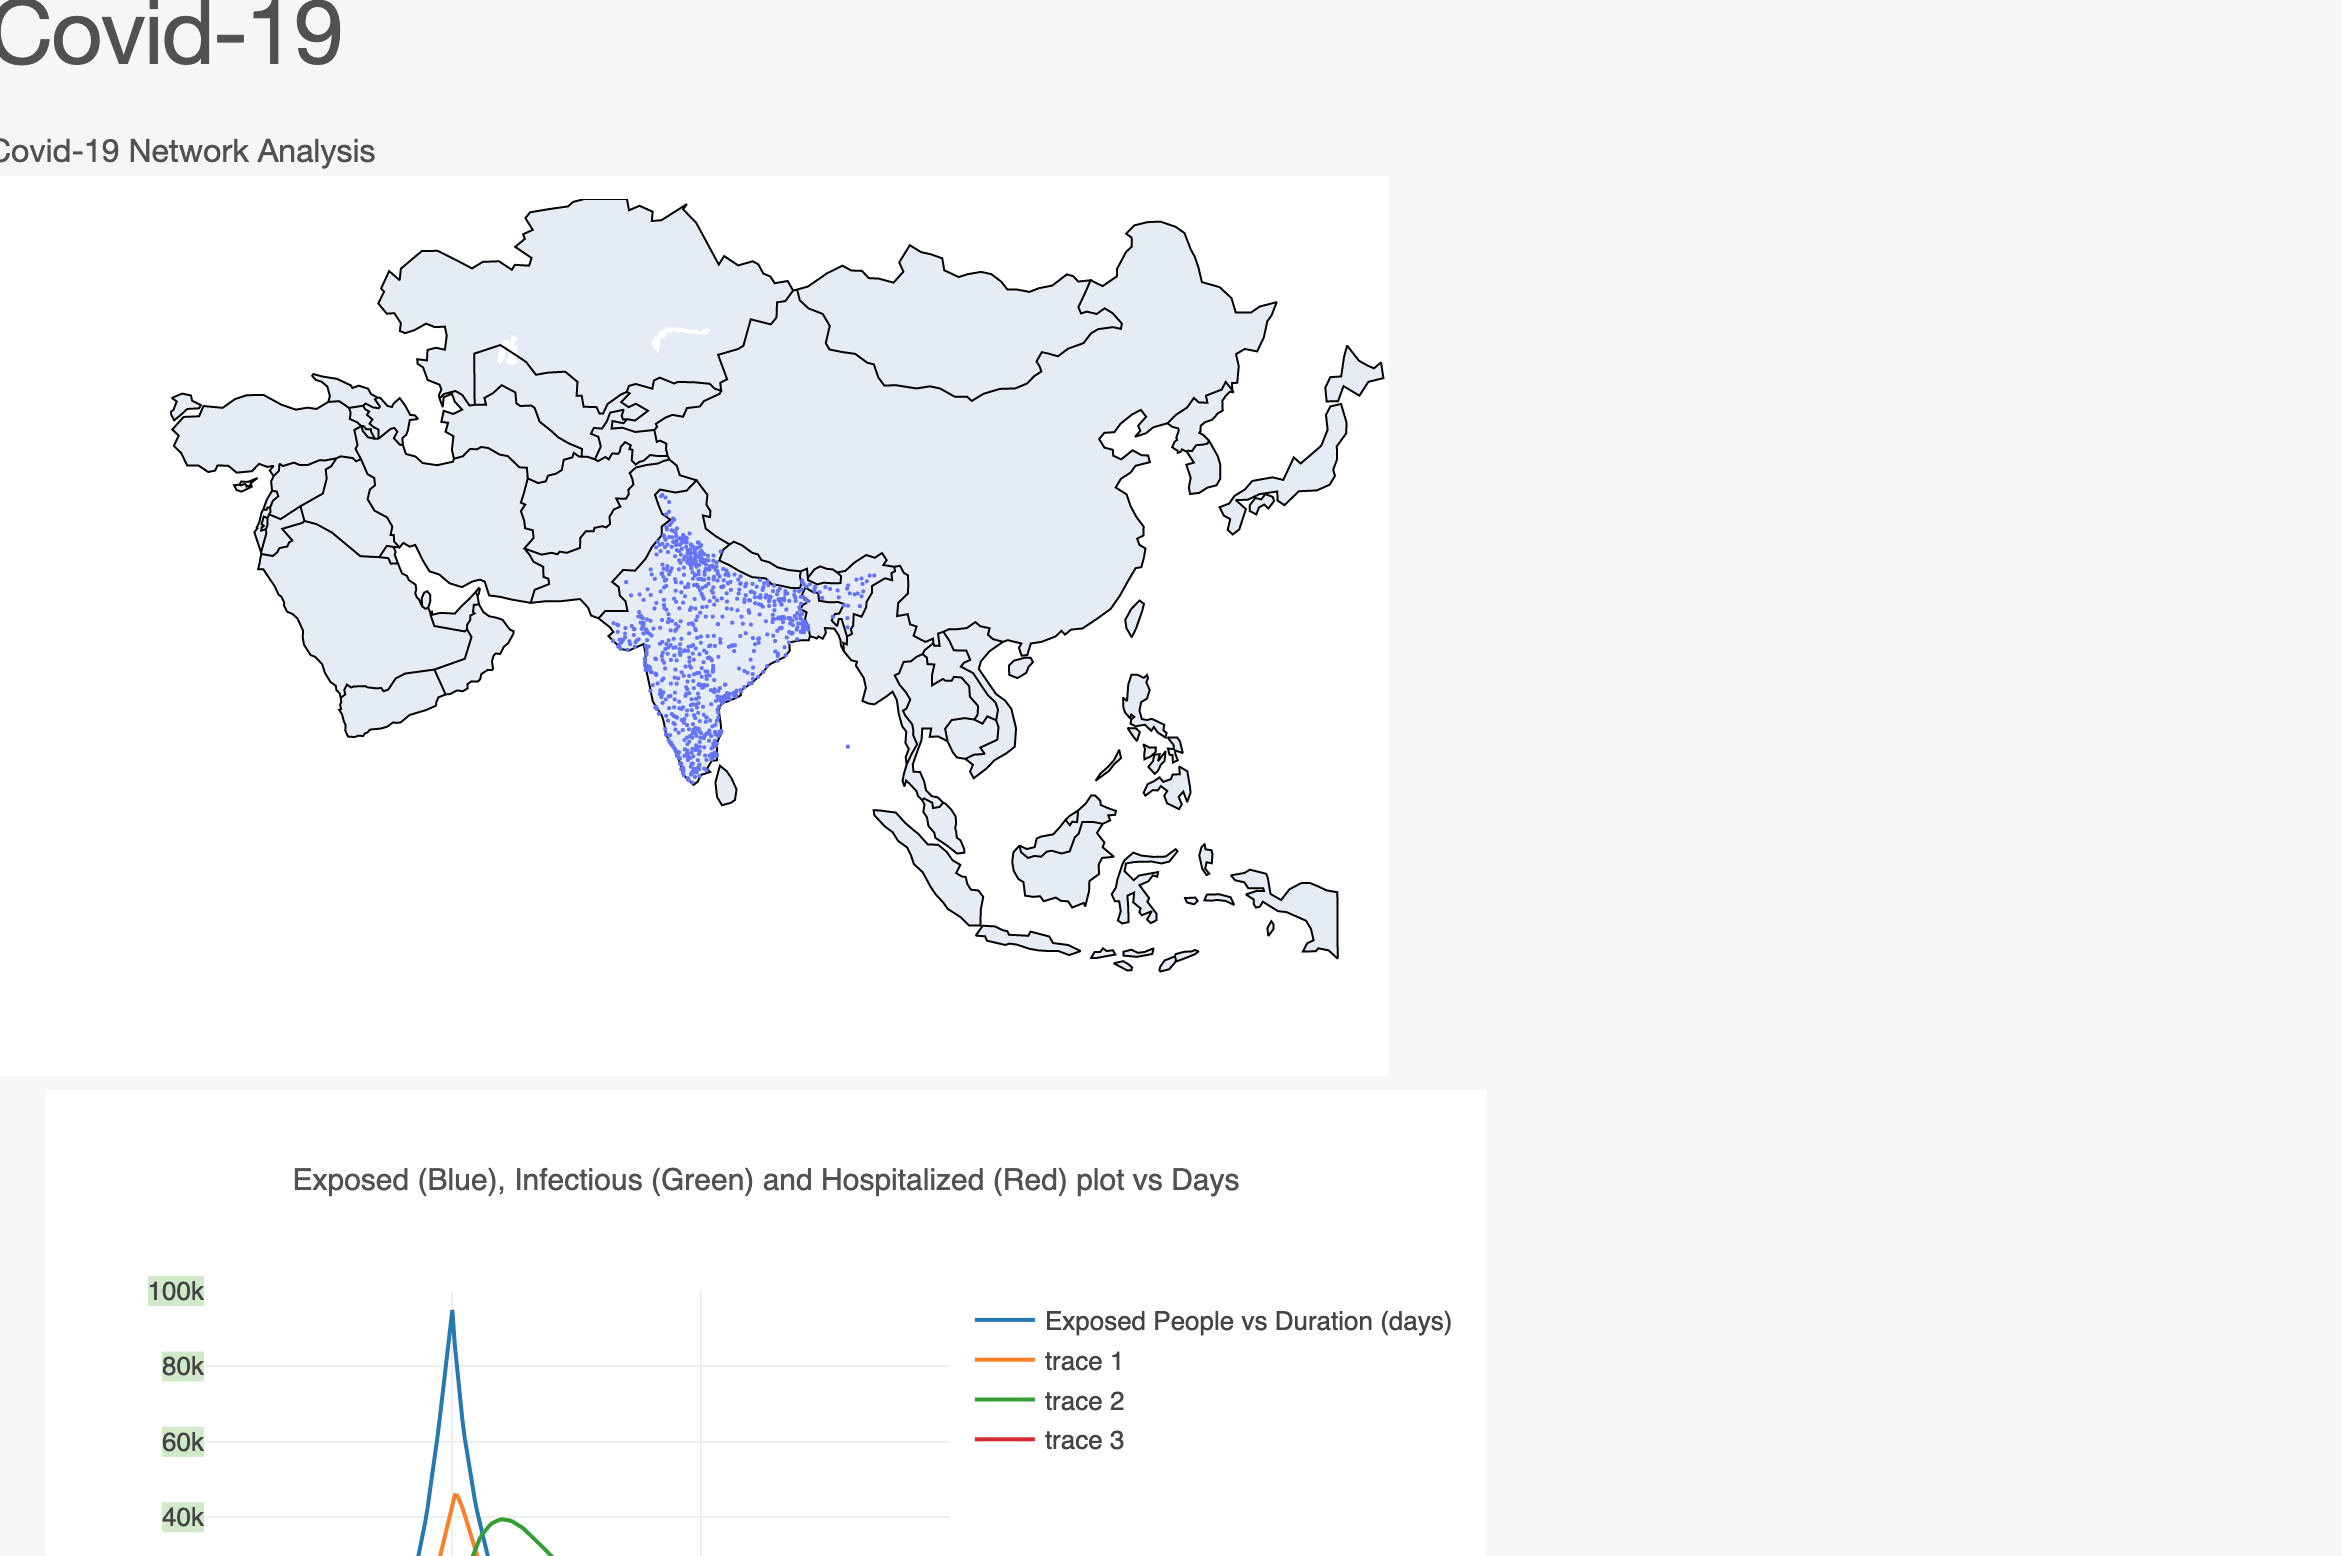 Covid-19
Covid-19 Network Analysis
Exposed (Blue), Infectious (Green) and Hospitalized (Red) plot vs Days
100k
80k
60k
40k
Exposed People vs Duration (days)
trace 1
trace 2
trace 3